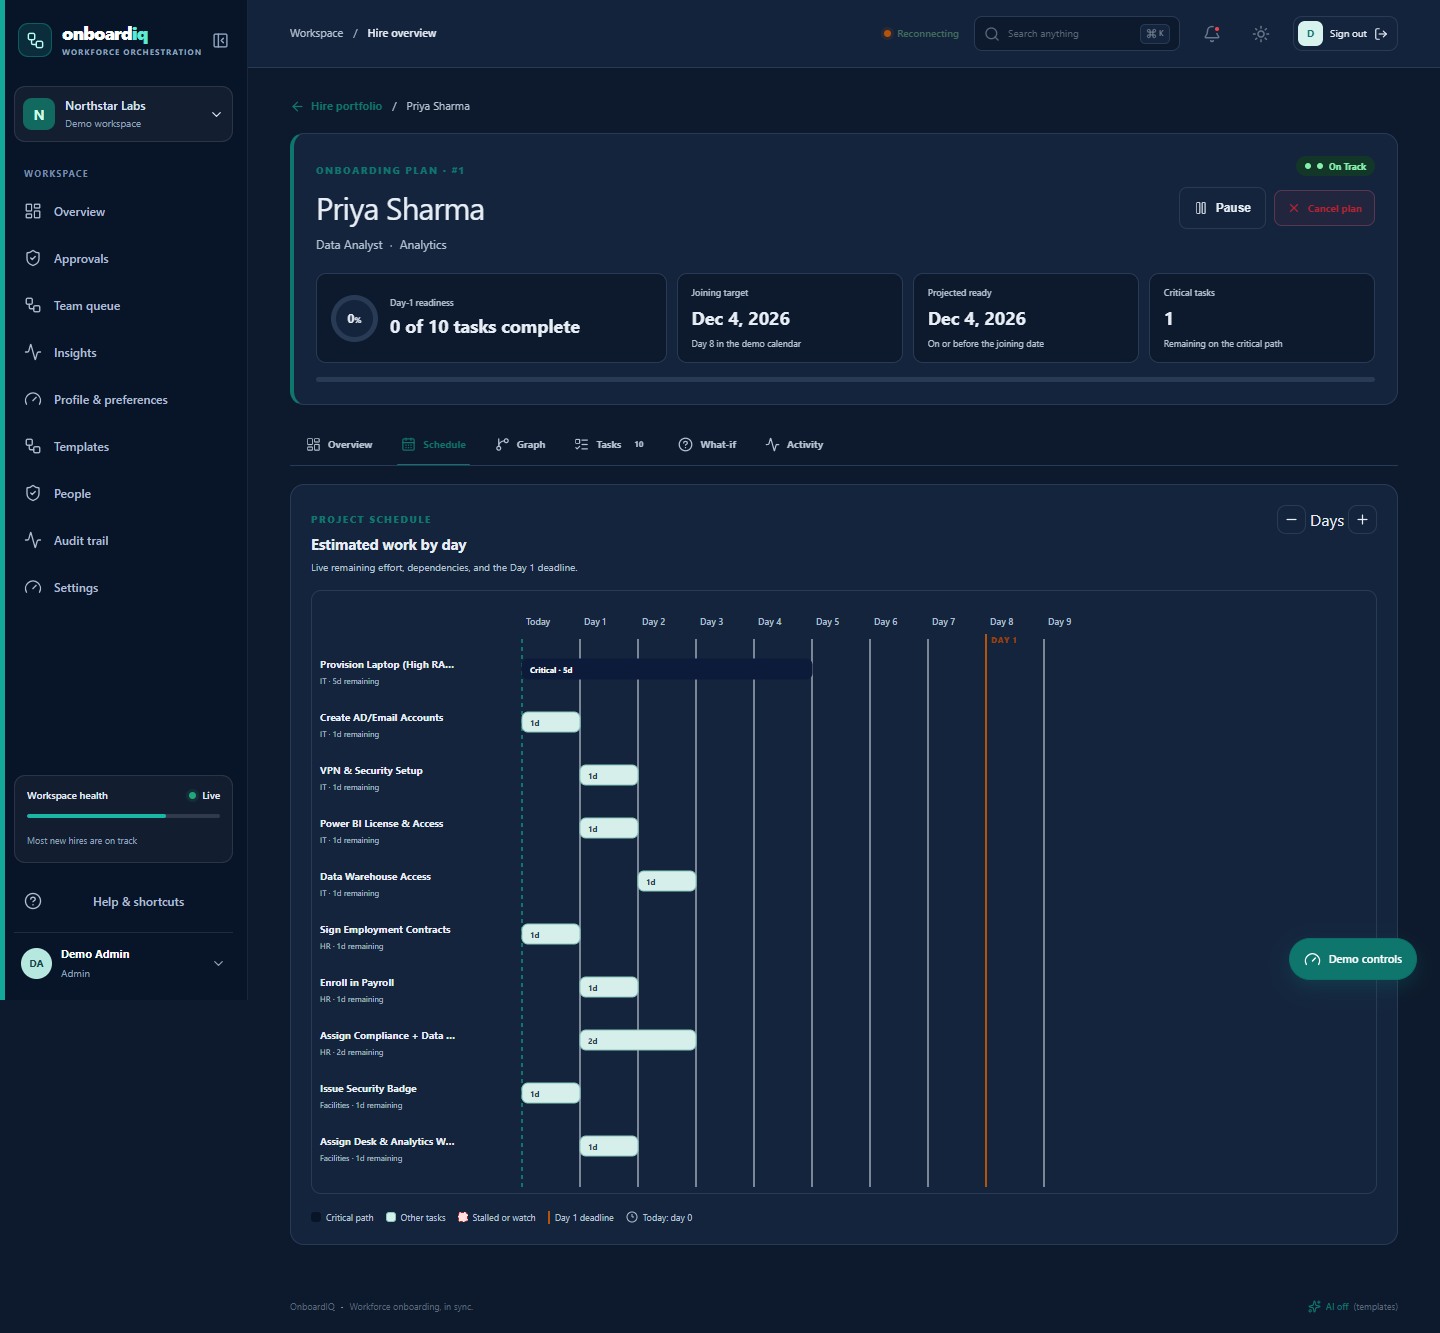 onboardiq
WORKFORCE ORCHESTRATION
N
Northstar Labs
Demo workspace
WORKSPACE
Overview
Approvals
Team queue
Insights
Profile & preferences
Templates
People
Audit trail
Settings
Workspace health
Live
Most new hires are on track
Help & shortcuts
DA
Demo Admin
Admin
Workspace / Hire overview
Reconnecting
Search anything
⌘ K
D
Sign out
Hire portfolio / Priya Sharma
ONBOARDING PLAN · #1
On Track
Priya Sharma
Pause
Cancel plan
Data Analyst · Analytics
0%
Day-1 readiness
0 of 10 tasks complete
Joining target
Dec 4, 2026
Day 8 in the demo calendar
Projected ready
Dec 4, 2026
On or before the joining date
Critical tasks
1
Remaining on the critical path
Overview
Schedule
Graph
Tasks 10
What-if
Activity
PROJECT SCHEDULE
Days
Estimated work by day
Live remaining effort, dependencies, and the Day 1 deadline.
Today Day 1 Day 2 Day 3 Day 4 Day 5 Day 6 Day 7 Day 8 Day 9
DAY 1
Provision Laptop (High RA...
IT · 5d remaining
Critical · 5d
Create AD/Email Accounts
IT · 1d remaining
1d
VPN & Security Setup
IT · 1d remaining
1d
Power BI License & Access
IT · 1d remaining
1d
Data Warehouse Access
IT · 1d remaining
1d
Sign Employment Contracts
HR · 1d remaining
1d
Enroll in Payroll
HR · 1d remaining
1d
Assign Compliance + Data ...
HR · 2d remaining
2d
Issue Security Badge
Facilities · 1d remaining
1d
Assign Desk & Analytics W...
Facilities · 1d remaining
1d
Demo controls
Critical path
Other tasks
Stalled or watch
Day 1 deadline
Today: day 0
OnboardIQ · Workforce onboarding, in sync.
AI off (templates)